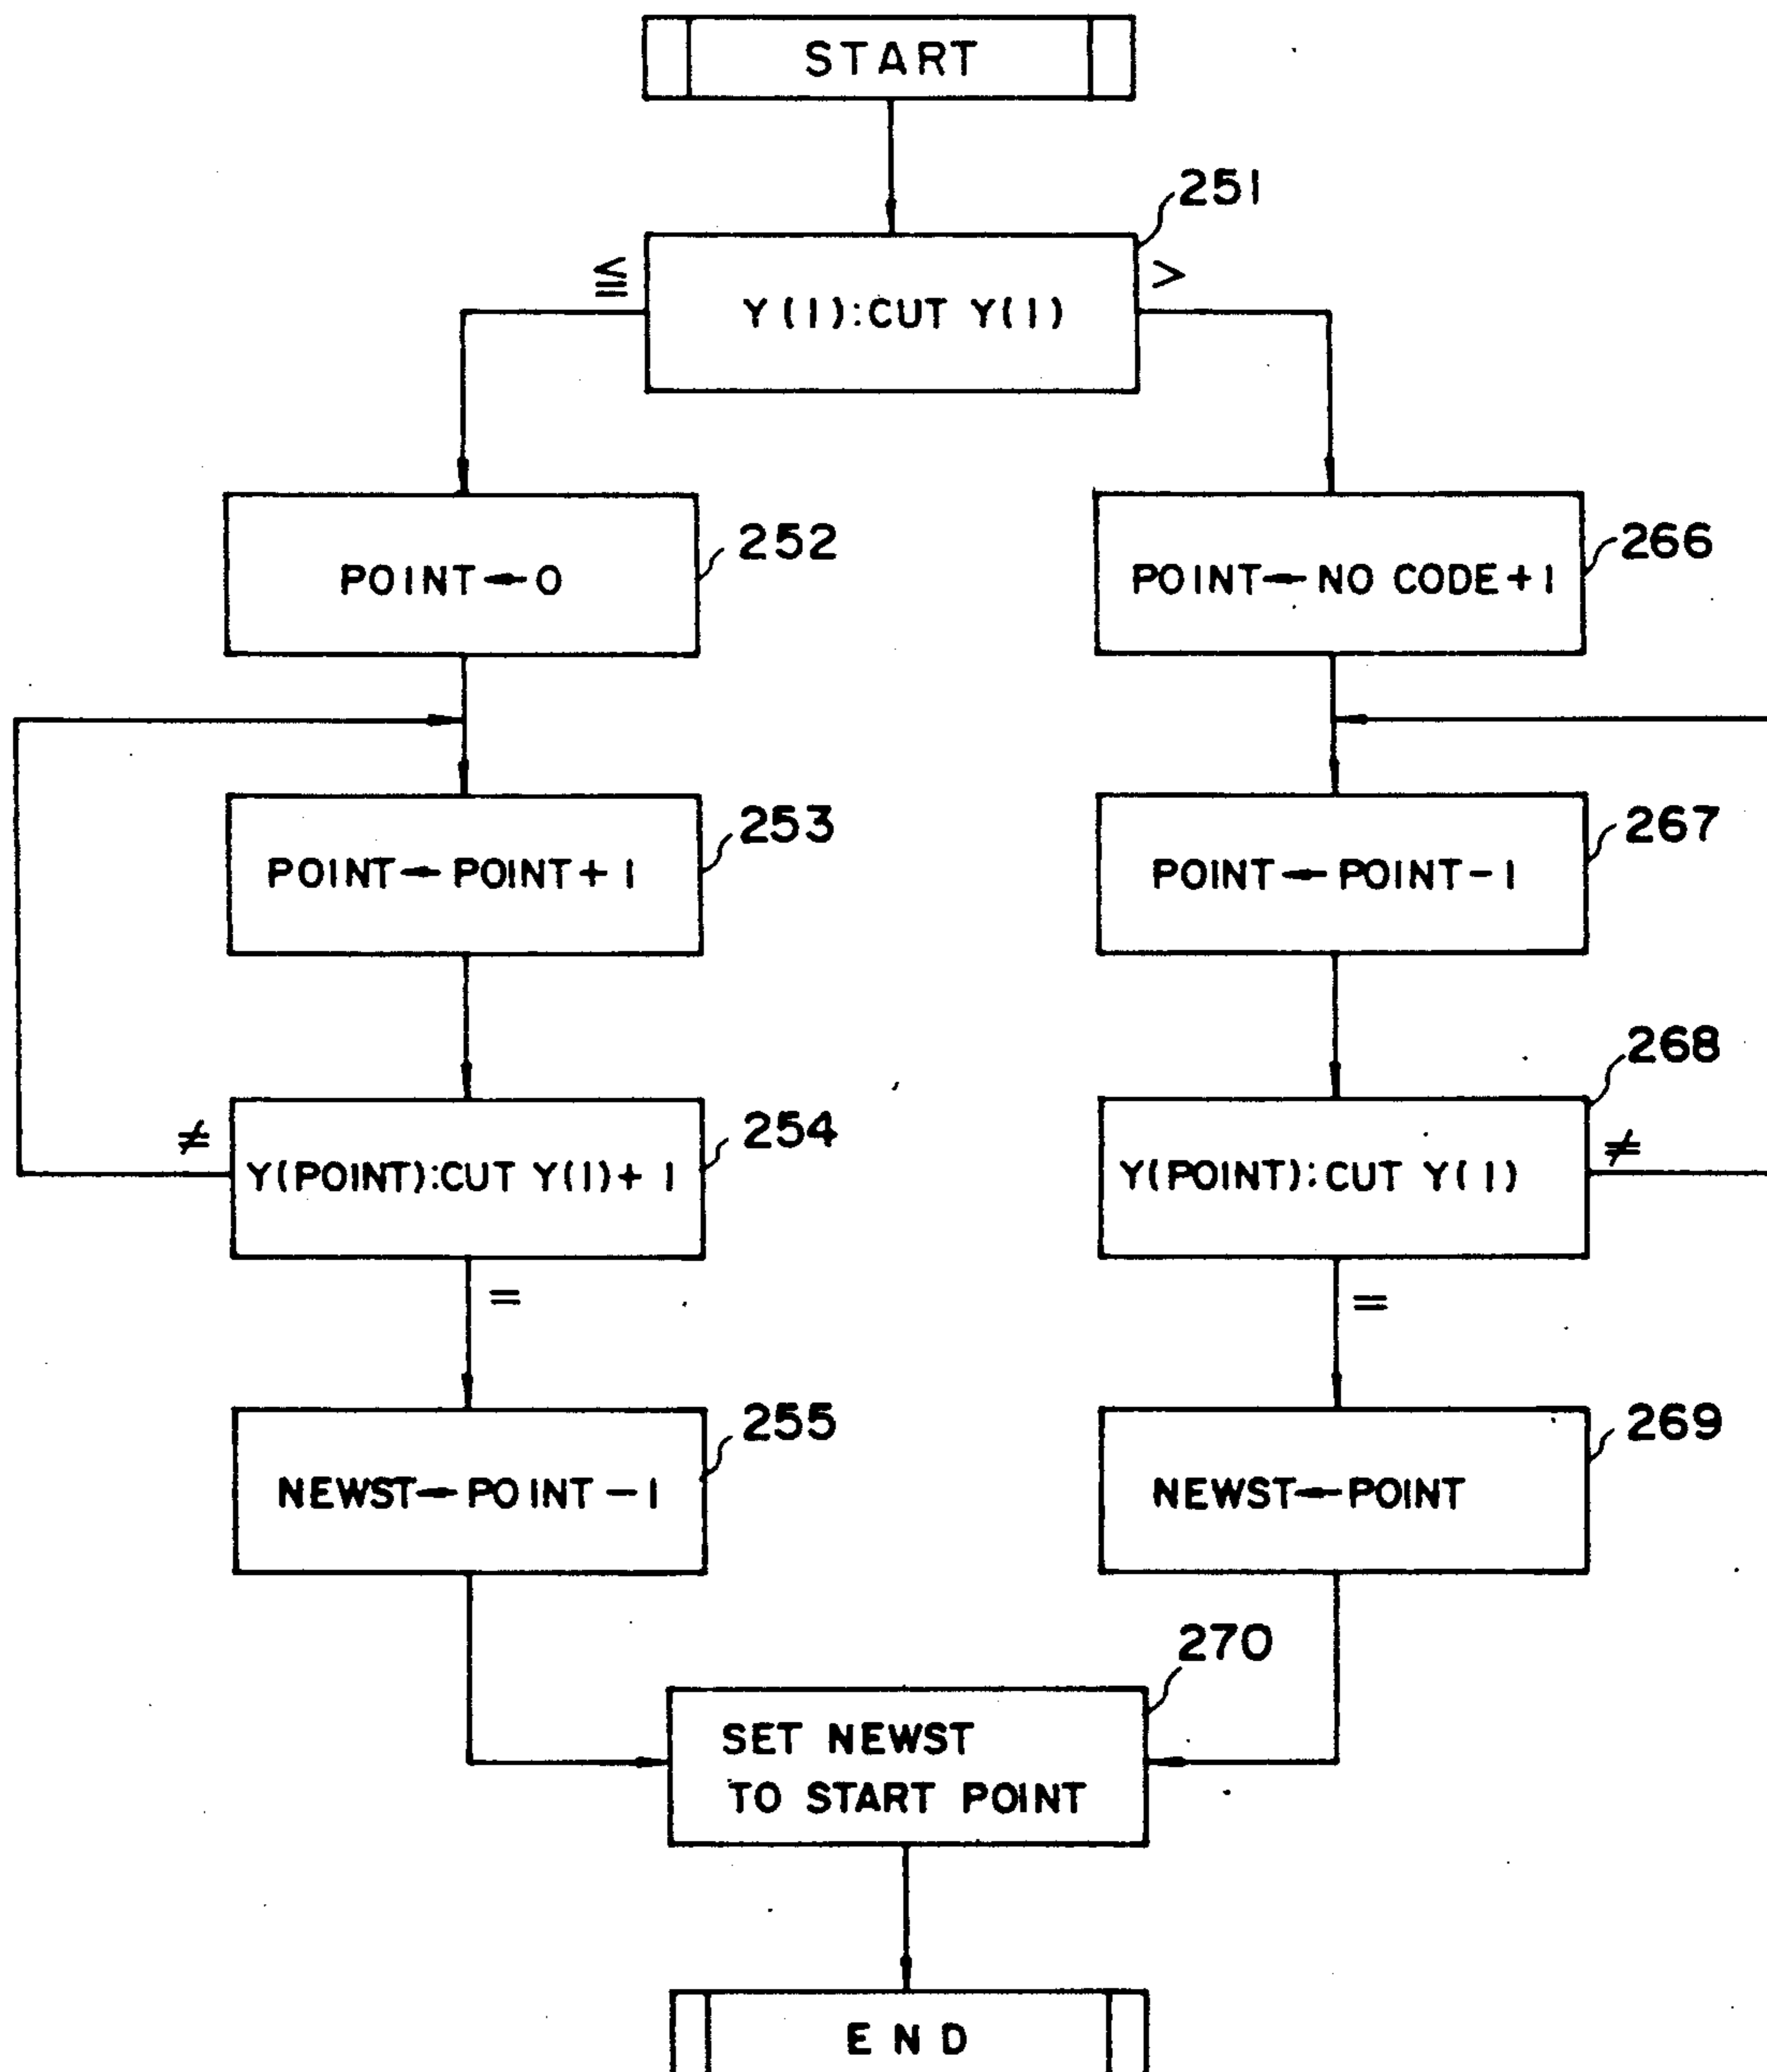 START
251
≦
>
Y(1):CUT Y(1)
252
POINT←0
266
POINT←NO CODE+1
253
POINT←POINT+1
267
POINT←POINT-1
254
≠
Y(POINT):CUT Y(1)+1
=
268
≠
Y(POINT):CUT Y(1)
=
255
NEWST←POINT-1
269
NEWST←POINT
270
SET NEWST
TO START POINT
END